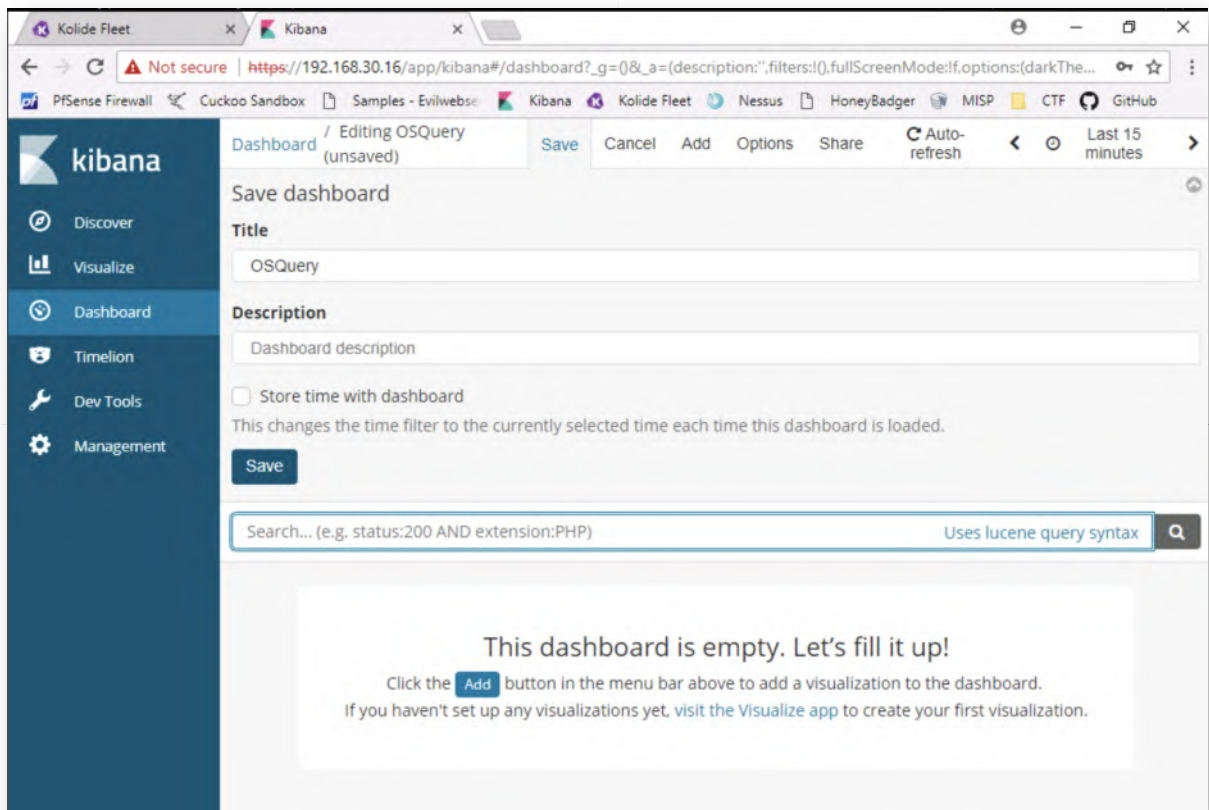 Kolide Fleet
Kibana
Not secure | https://192.168.30.16/app/kibana#/dashboard?_g=()&_a=(description:'',filters:!(),fullScreenMode:!f,options:(darkThe...
PfSense Firewall Cuckoo Sandbox Samples - Evilwebse Kibana Kolide Fleet Nessus HoneyBadger MISP CTF GitHub
kibana
Discover
Visualize
Dashboard
Timelion
Dev Tools
Management
Dashboard / Editing OSQuery (unsaved)
Save Cancel Add Options Share Auto-refresh Last 15 minutes
Save dashboard
Title
OSQuery
Description
Dashboard description
Store time with dashboard
This changes the time filter to the currently selected time each time this dashboard is loaded.
Save
Search... (e.g. status:200 AND extension:PHP) Uses lucene query syntax
This dashboard is empty. Let's fill it up!
Click the Add button in the menu bar above to add a visualization to the dashboard.
If you haven't set up any visualizations yet, visit the Visualize app to create your first visualization.